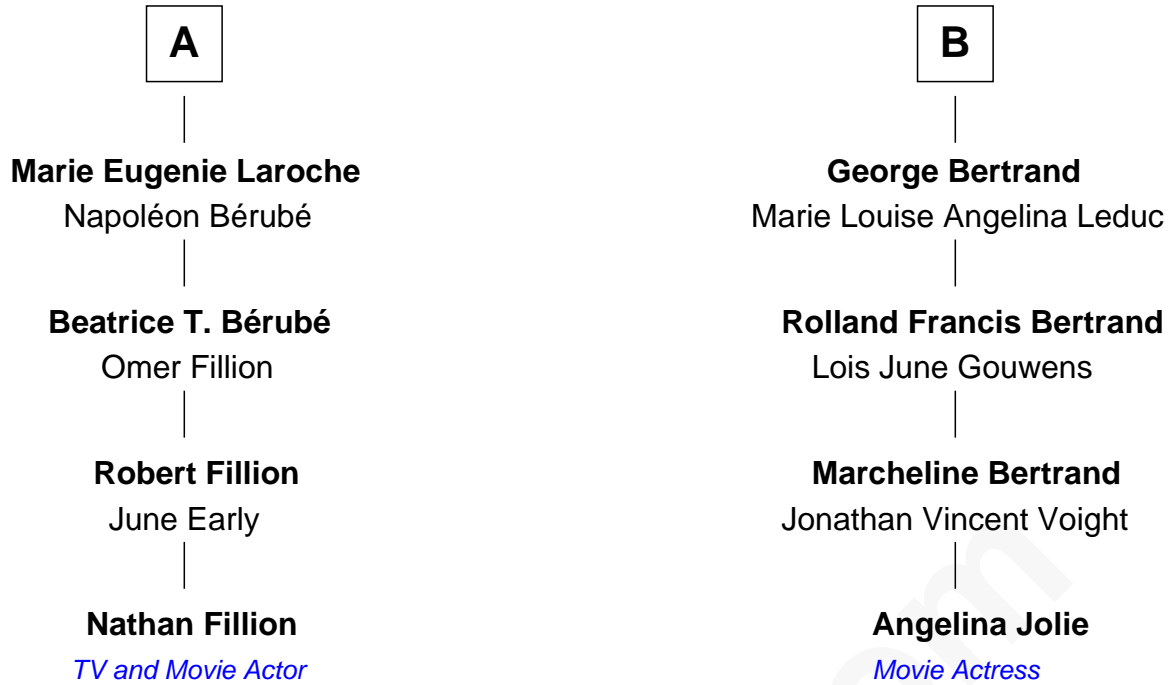 A
Marie Eugenie Laroche
Napoléon Bérubé
Beatrice T. Bérubé
Omer Fillion
Robert Fillion
June Early
Nathan Fillion
TV and Movie Actor
B
George Bertrand
Marie Louise Angelina Leduc
Rolland Francis Bertrand
Lois June Gouwens
Marcheline Bertrand
Jonathan Vincent Voight
Angelina Jolie
Movie Actress